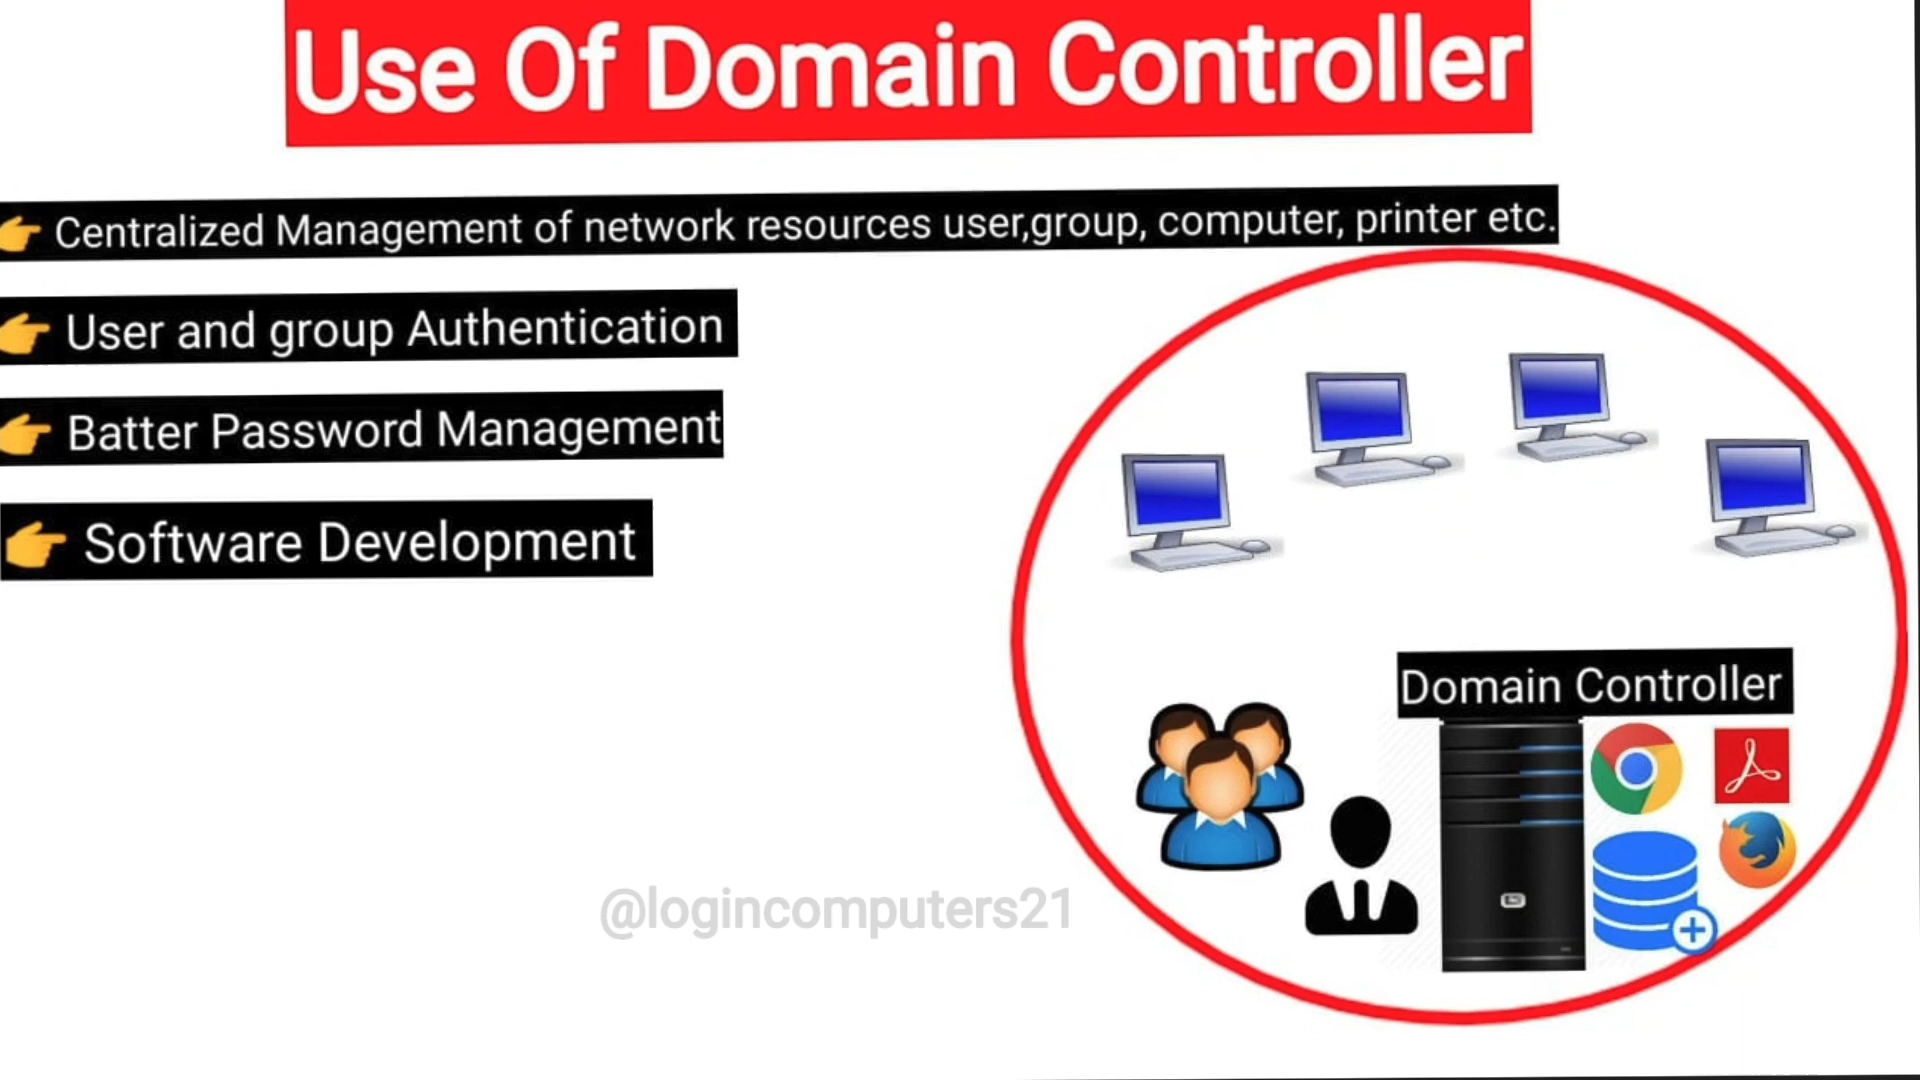 Use Of Domain Controller
👉 Centralized Management of network resources user,group, computer, printer etc.
👉 User and group Authentication
👉 Batter Password Management
👉 Software Development
Domain Controller
@logincomputers21